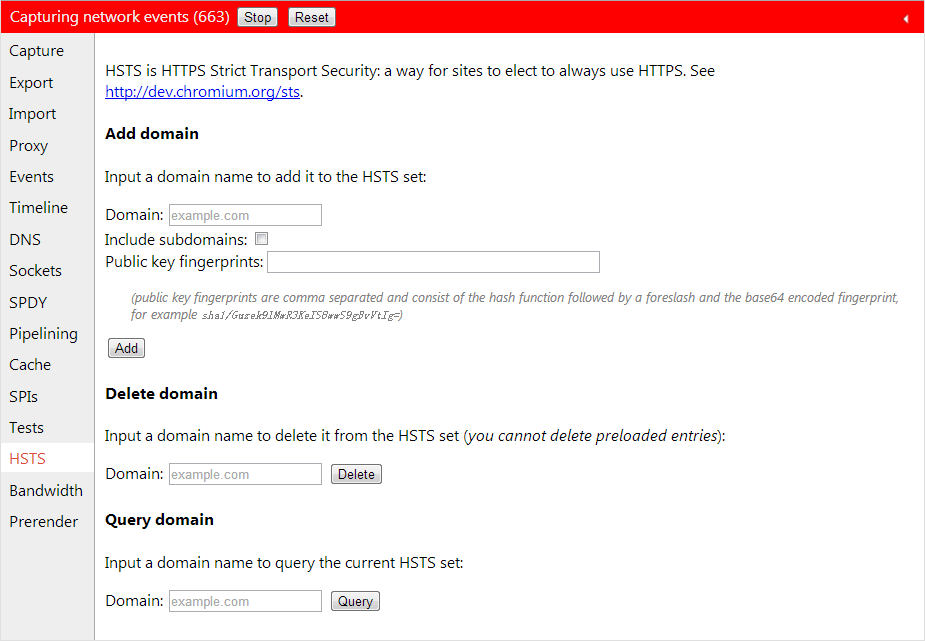 Capturing network events (663) Stop Reset
Capture
Export
Import
Proxy
Events
Timeline
DNS
Sockets
SPDY
Pipelining
Cache
SPIs
Tests
HSTS
Bandwidth
Prerender
HSTS is HTTPS Strict Transport Security: a way for sites to elect to always use HTTPS. See
http://dev.chromium.org/sts.
Add domain
Input a domain name to add it to the HSTS set:
Domain: example.com
Include subdomains:
Public key fingerprints:
(public key fingerprints are comma separated and consist of the hash function followed by a foreslash and the base64 encoded fingerprint,
for example
Add
Delete domain
Input a domain name to delete it from the HSTS set (you cannot delete preloaded entries):
Domain: example.com Delete
Query domain
Input a domain name to query the current HSTS set:
Domain: example.com Query